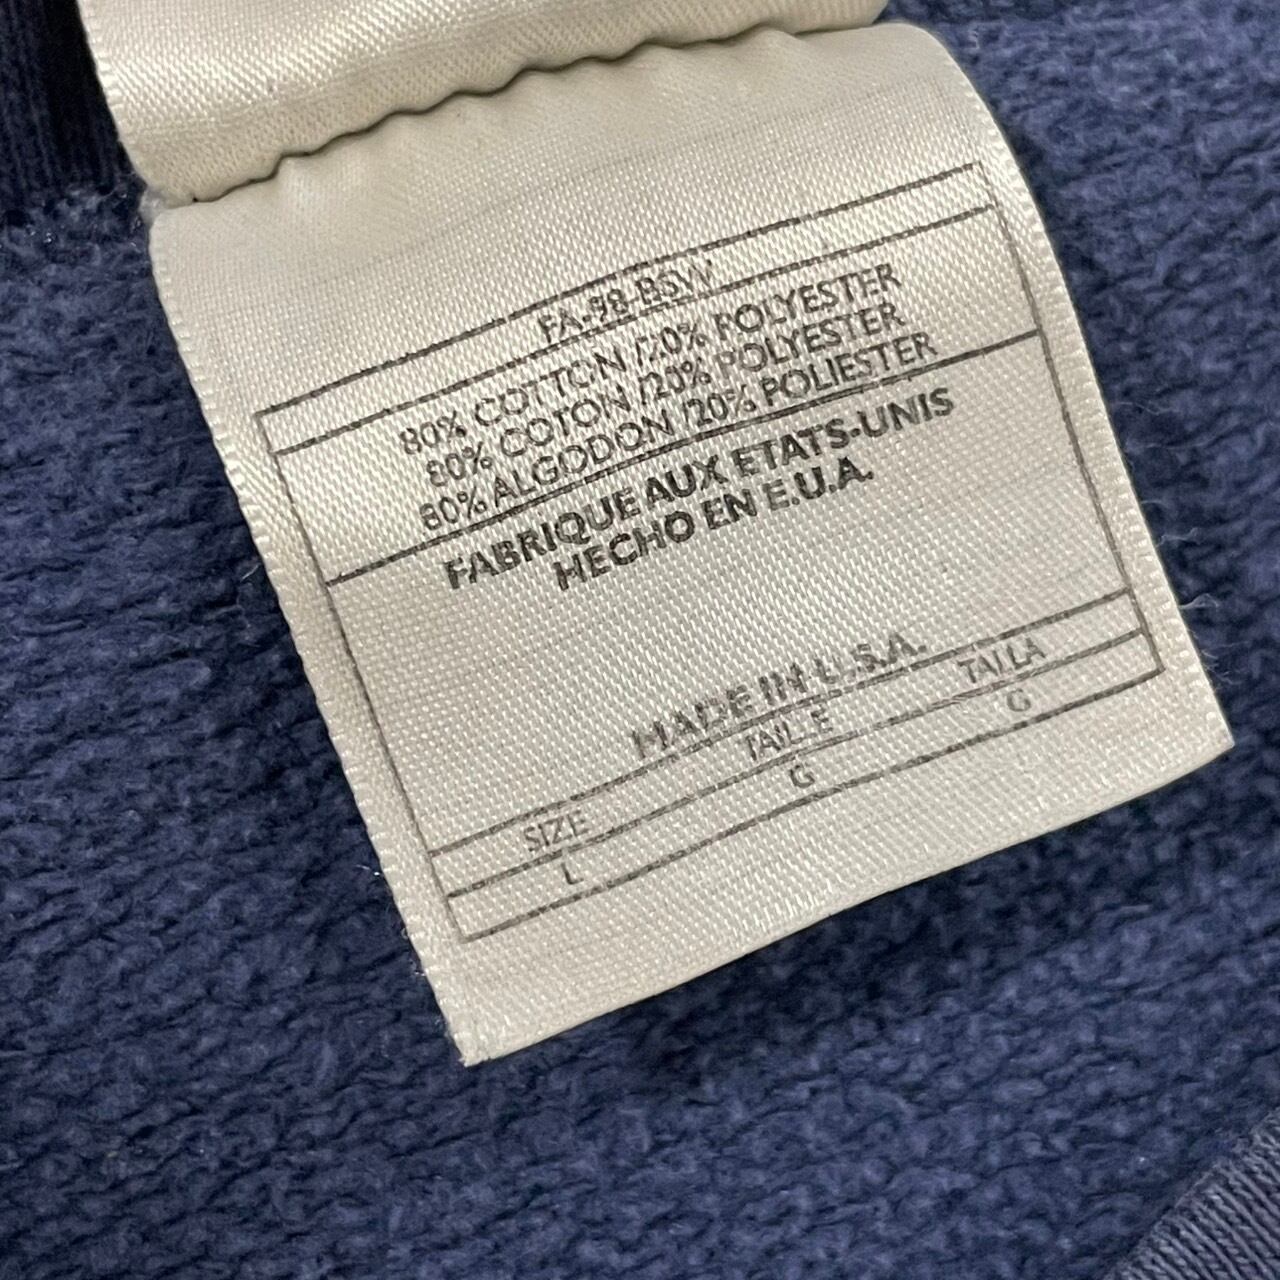 FA-98-BSW
80% COTTON /20% POLYESTER
80% COTON /20% POLYESTER
80% ALGODON /20% POLIESTER
FABRIQUE AUX ETATS-UNIS
HECHO EN E.U.A.
MADE IN U.S.A.
SIZE TAILLE TAILLA
L G G